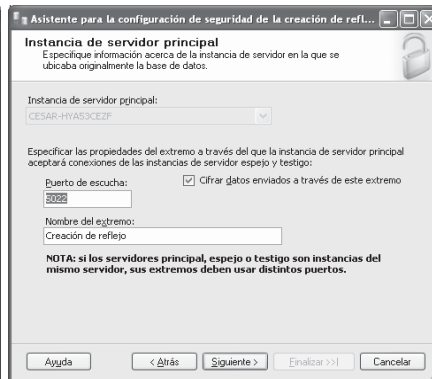 Asistente para la configuración de seguridad de la creación de refl...
Instancia de servidor principal
Especifique información acerca de la instancia de servidor en la que se
ubicaba originalmente la base de datos.
Instancia de servidor principal:
CESAR-HYA53CEZF
Especificar las propiedades del extremo a través del que la instancia de servidor principal
aceptará conexiones de las instancias de servidor espejo y testigo:
Puerto de escucha:
Cifrar datos enviados a través de este extremo
5022
Nombre del extremo:
Creación de reflejo
NOTA: si los servidores principal, espejo o testigo son instancias del
mismo servidor, sus extremos deben usar distintos puertos.
Ayuda
< Atrás
Siguiente >
Finalizar >>|
Cancelar